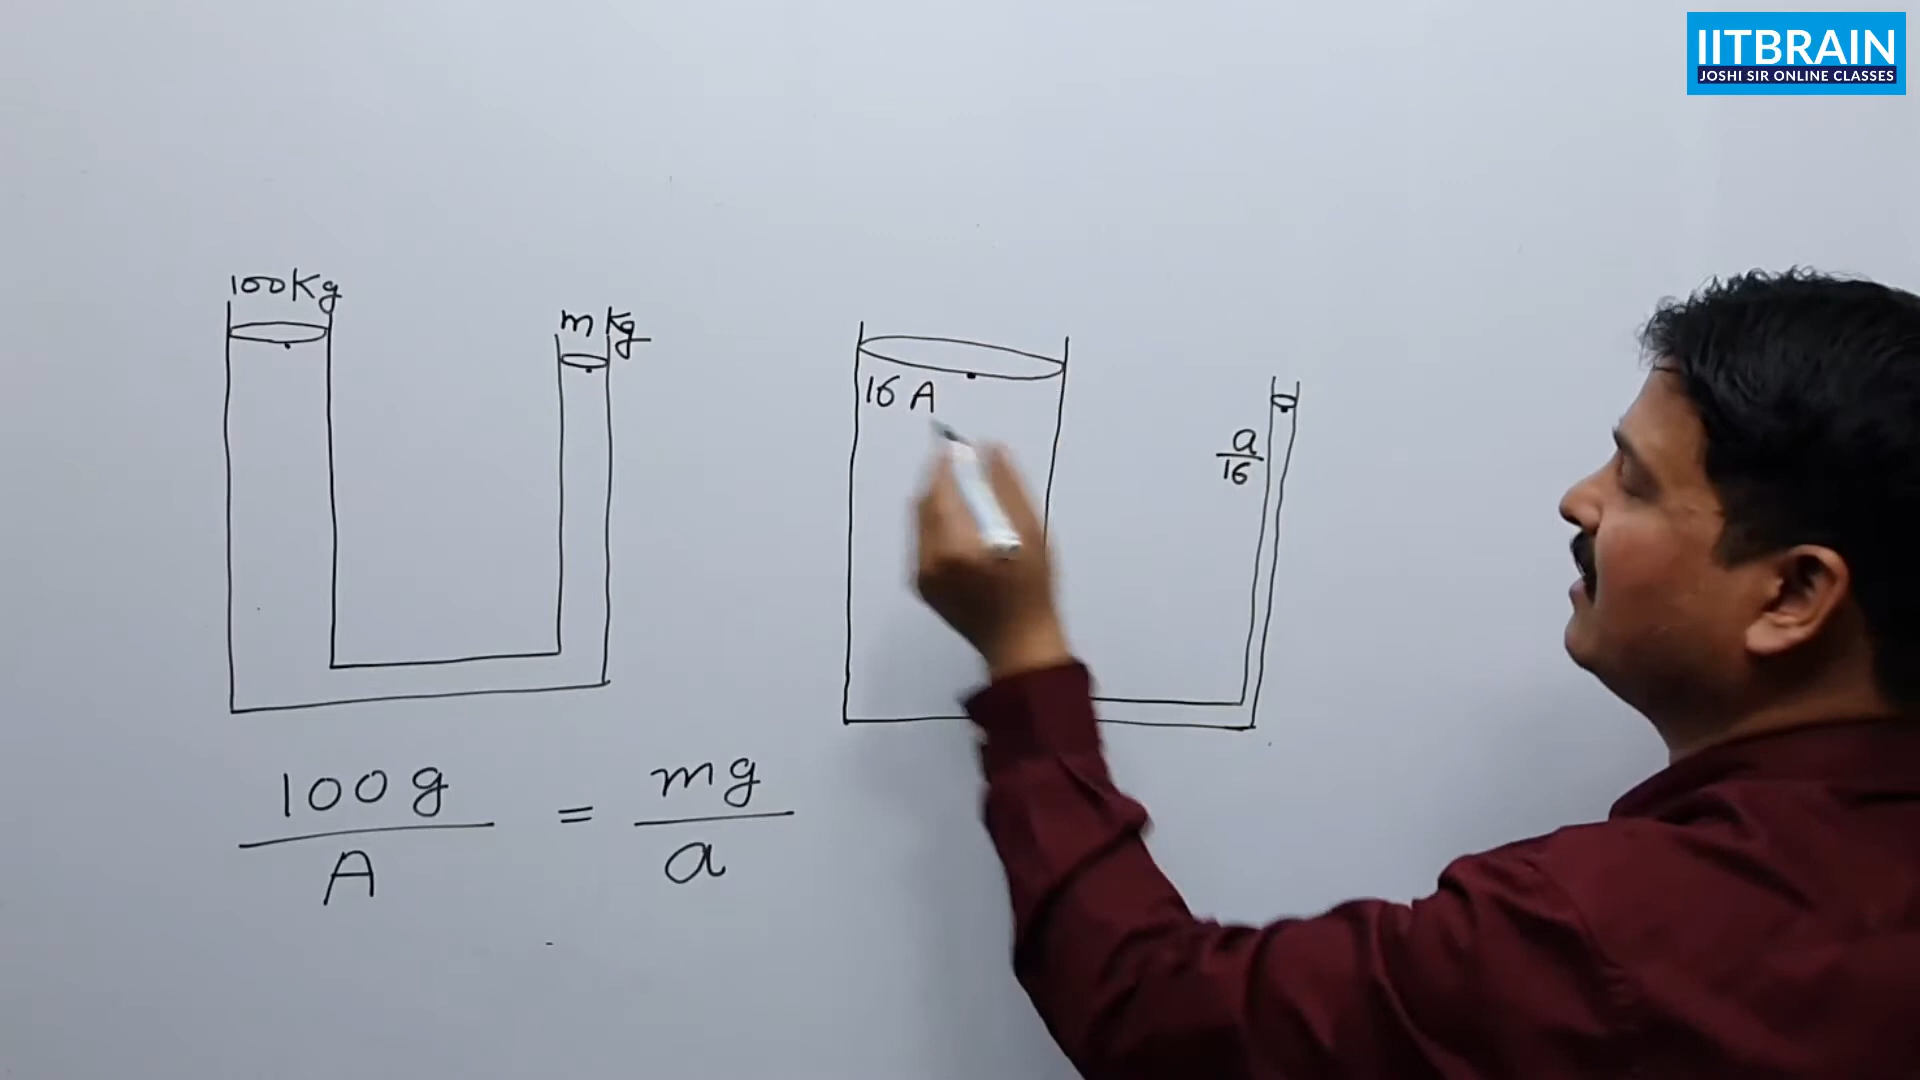 IITBRAIN
JOSHI SIR ONLINE CLASSES
100Kg
m kg
16 A
a/16
100 g / A = mg / a